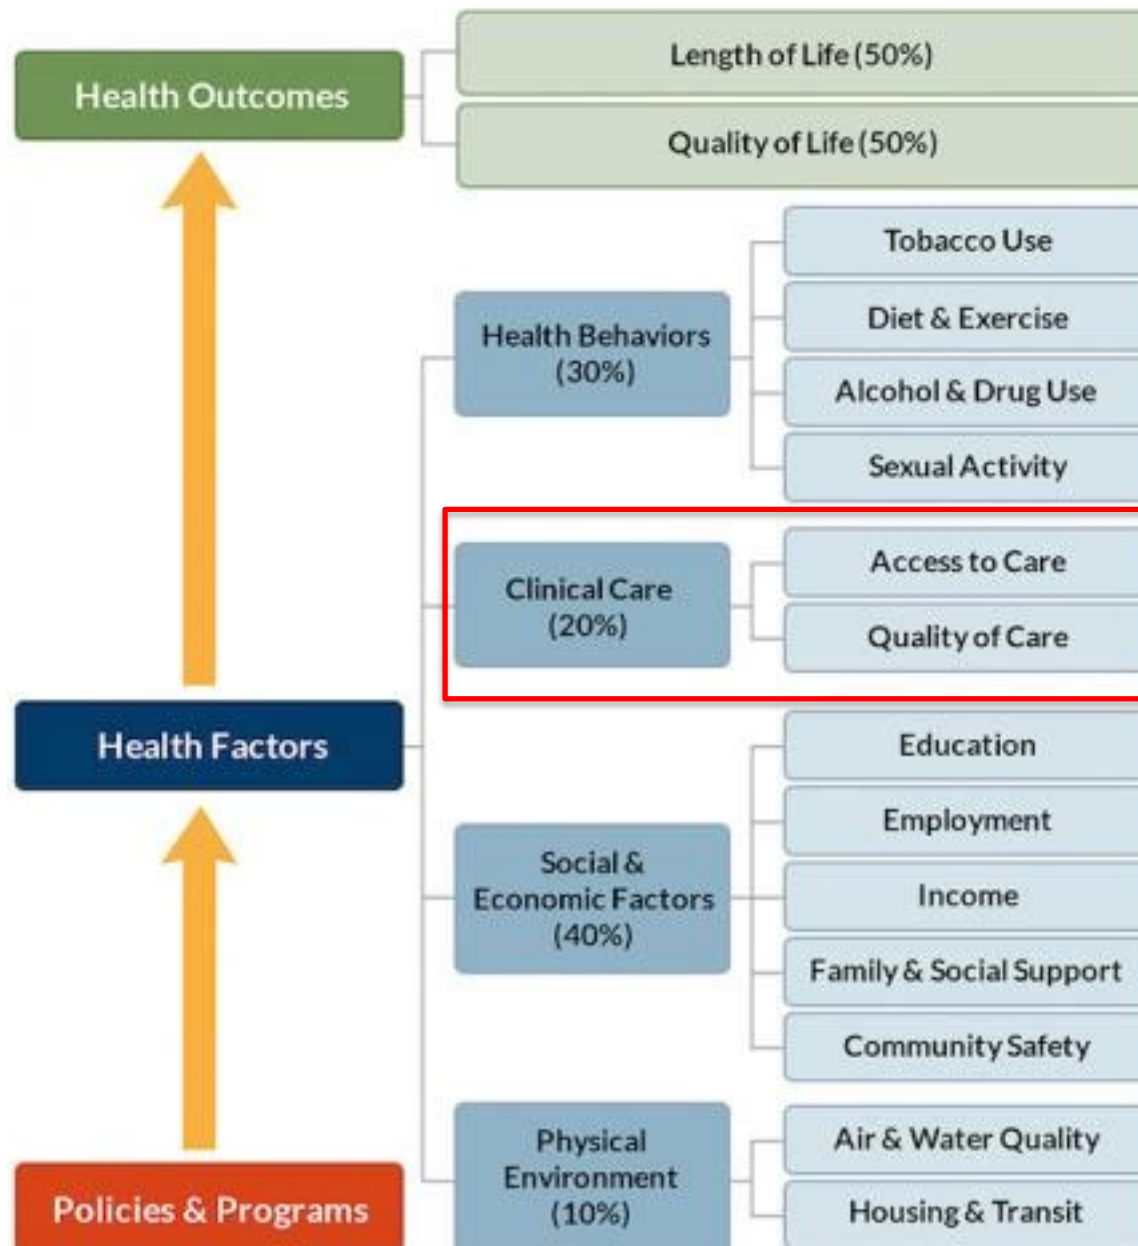 Health Outcomes
Length of Life (50%)
Quality of Life (50%)
Health Factors
Health Behaviors
(30%)
Tobacco Use
Diet & Exercise
Alcohol & Drug Use
Sexual Activity
Clinical Care
(20%)
Access to Care
Quality of Care
Social &
Economic Factors
(40%)
Education
Employment
Income
Family & Social Support
Community Safety
Physical
Environment
(10%)
Air & Water Quality
Housing & Transit
Policies & Programs